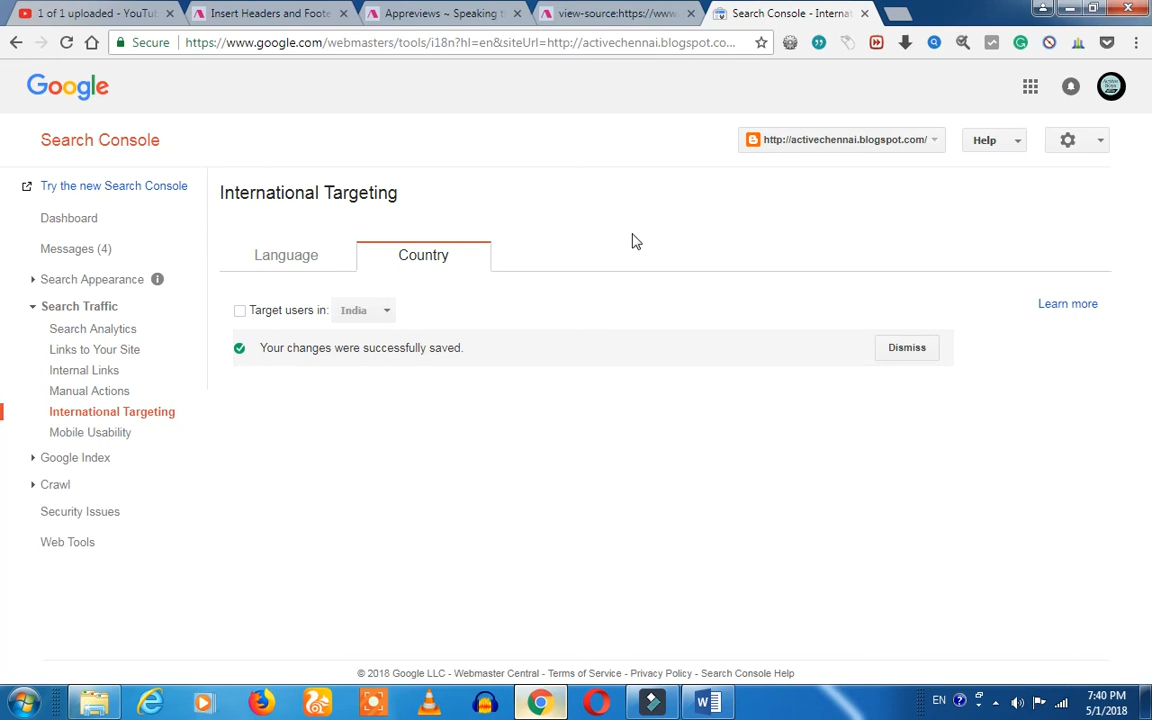 1 of 1 uploaded - YouTu
Insert Headers and Foote
Appreviews ~ Speaking t
view-source:https://www.
Search Console - Interna
Secure
https://www.google.com/webmasters/tools/i18n?hl=en&siteUrl=http://activechennai.blogspot.co...
Google
Search Console
http://activechennai.blogspot.com/
Help
Try the new Search Console
Dashboard
Messages (4)
Search Appearance
Search Traffic
Search Analytics
Links to Your Site
Internal Links
Manual Actions
International Targeting
Mobile Usability
Google Index
Crawl
Security Issues
Web Tools
International Targeting
Language
Country
Target users in:
India
Learn more
Your changes were successfully saved.
Dismiss
© 2018 Google LLC - Webmaster Central - Terms of Service - Privacy Policy - Search Console Help
EN
7:40 PM
5/1/2018